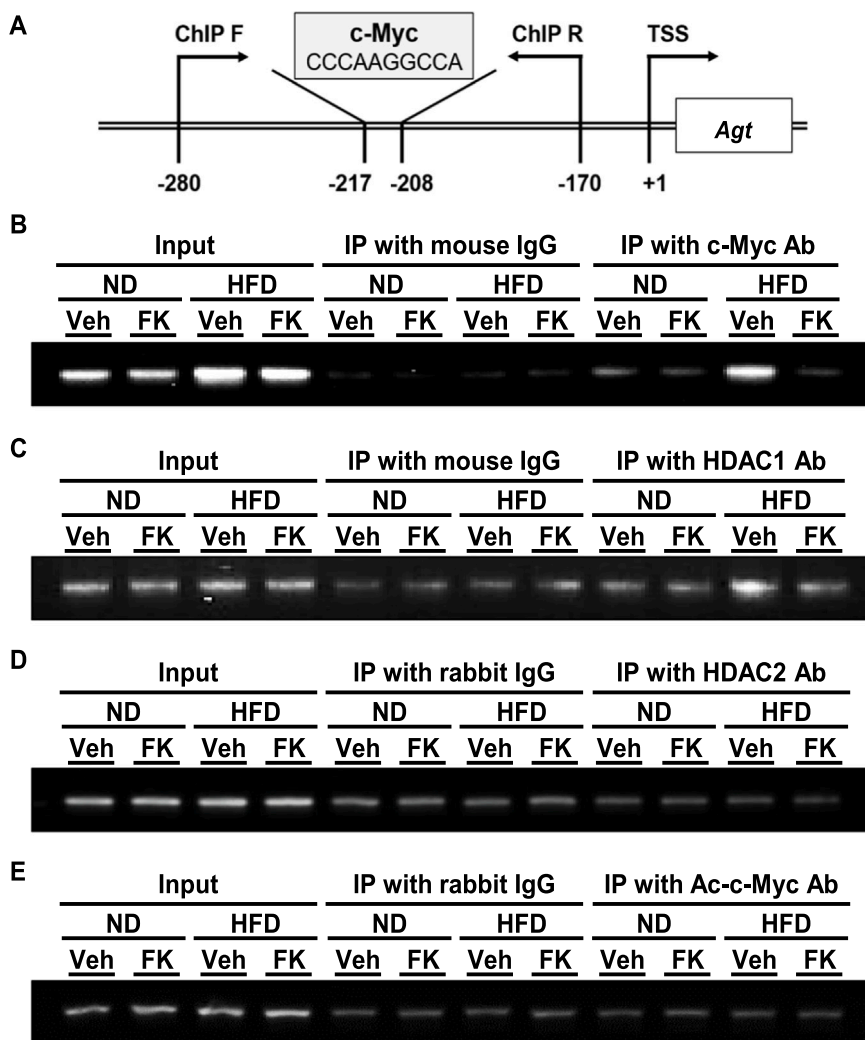 A
ChIP F
c-Myc
CCCAAGGCCA
ChIP R
TSS
Agt
-280
-217
-208
-170
+1
B
Input IP with mouse IgG IP with c-Myc Ab
ND HFD ND HFD ND HFD
Veh FK Veh FK Veh FK Veh FK Veh FK Veh FK
C
Input IP with mouse IgG IP with HDAC1 Ab
ND HFD ND HFD ND HFD
Veh FK Veh FK Veh FK Veh FK Veh FK Veh FK
D
Input IP with rabbit IgG IP with HDAC2 Ab
ND HFD ND HFD ND HFD
Veh FK Veh FK Veh FK Veh FK Veh FK Veh FK
E
Input IP with rabbit IgG IP with Ac-c-Myc Ab
ND HFD ND HFD ND HFD
Veh FK Veh FK Veh FK Veh FK Veh FK Veh FK